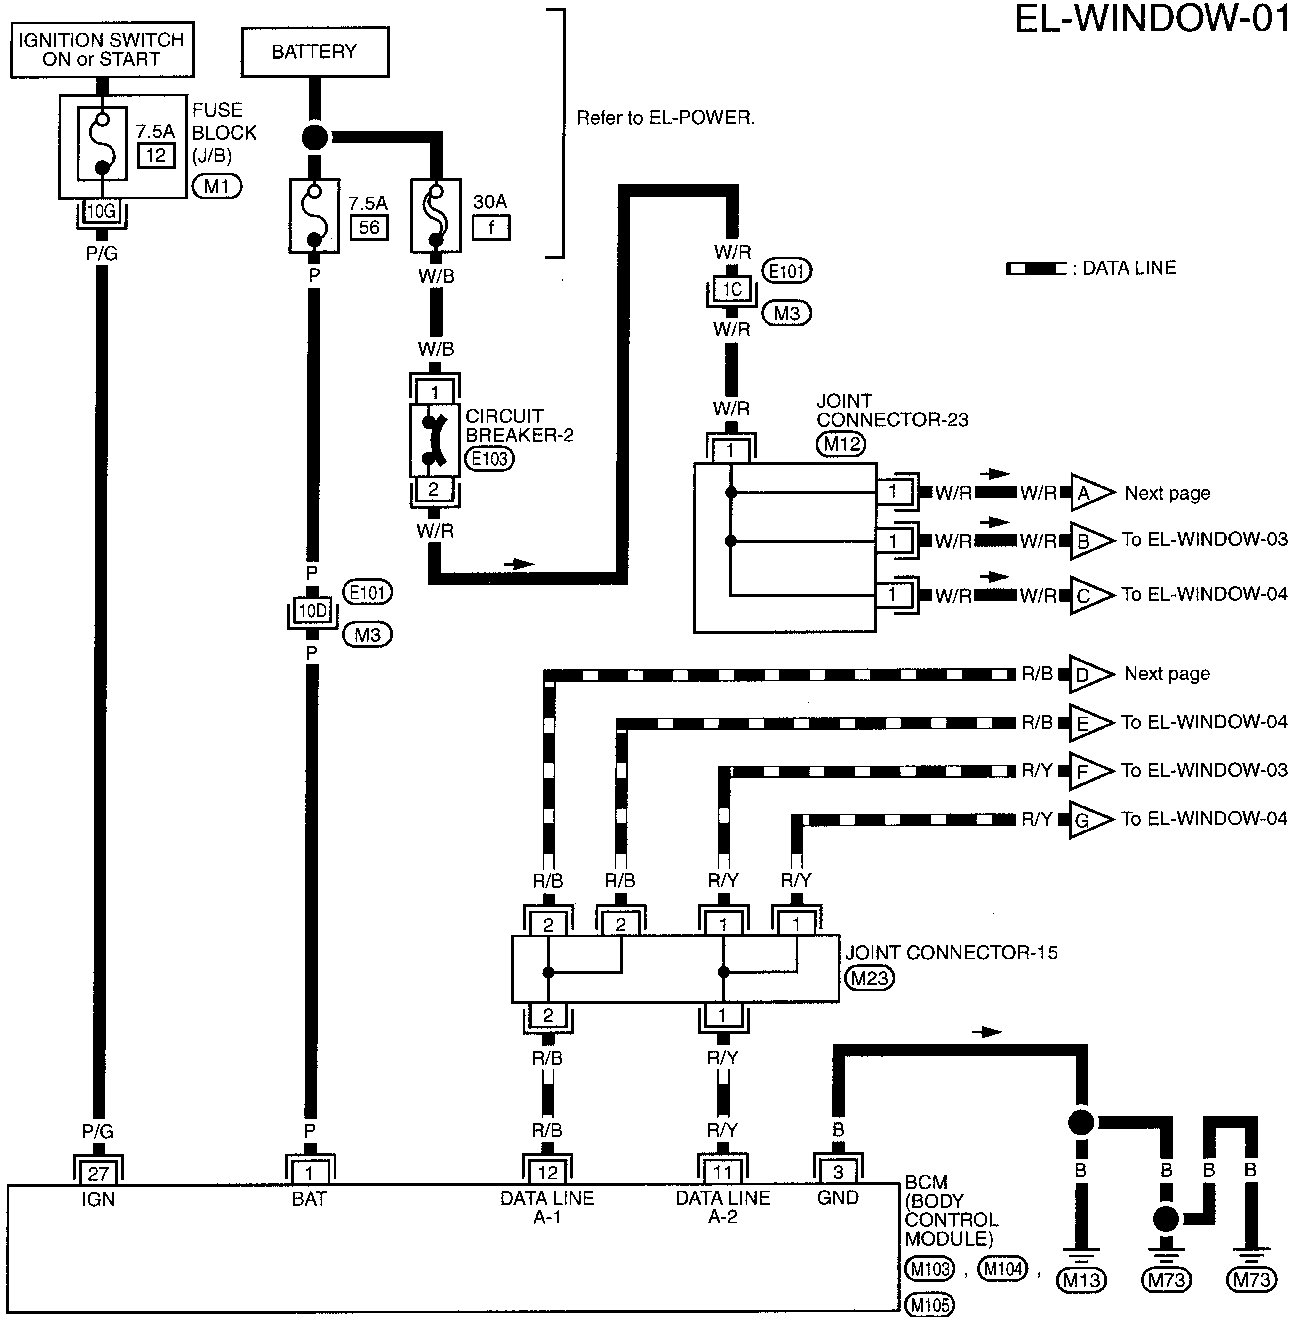 EL-WINDOW-01
IGNITION SWITCH
ON or START
BATTERY
FUSE
BLOCK
(J/B)
M1
7.5A
12
10G
P/G
7.5A
56
P
30A
f
W/B
Refer to EL-POWER.
W/R
1C
E101
M3
W/R
: DATA LINE
W/B
1
CIRCUIT
BREAKER-2
E103
2
W/R
W/R
JOINT
CONNECTOR-23
M12
1
1
W/R
W/R
A
Next page
1
W/R
W/R
B
To EL-WINDOW-03
1
W/R
W/R
C
To EL-WINDOW-04
P
10D
E101
M3
P
R/B
D
Next page
R/B
E
To EL-WINDOW-04
R/Y
F
To EL-WINDOW-03
R/Y
G
To EL-WINDOW-04
R/B
R/B
R/Y
R/Y
2
2
1
1
JOINT CONNECTOR-15
M23
2
1
R/B
R/Y
P/G
P
R/B
R/Y
B
27
1
12
11
3
IGN
BAT
DATA LINE
A-1
DATA LINE
A-2
GND
BCM
(BODY
CONTROL
MODULE)
M103 , M104 ,
M105
B
B
B
B
M13
M73
M73